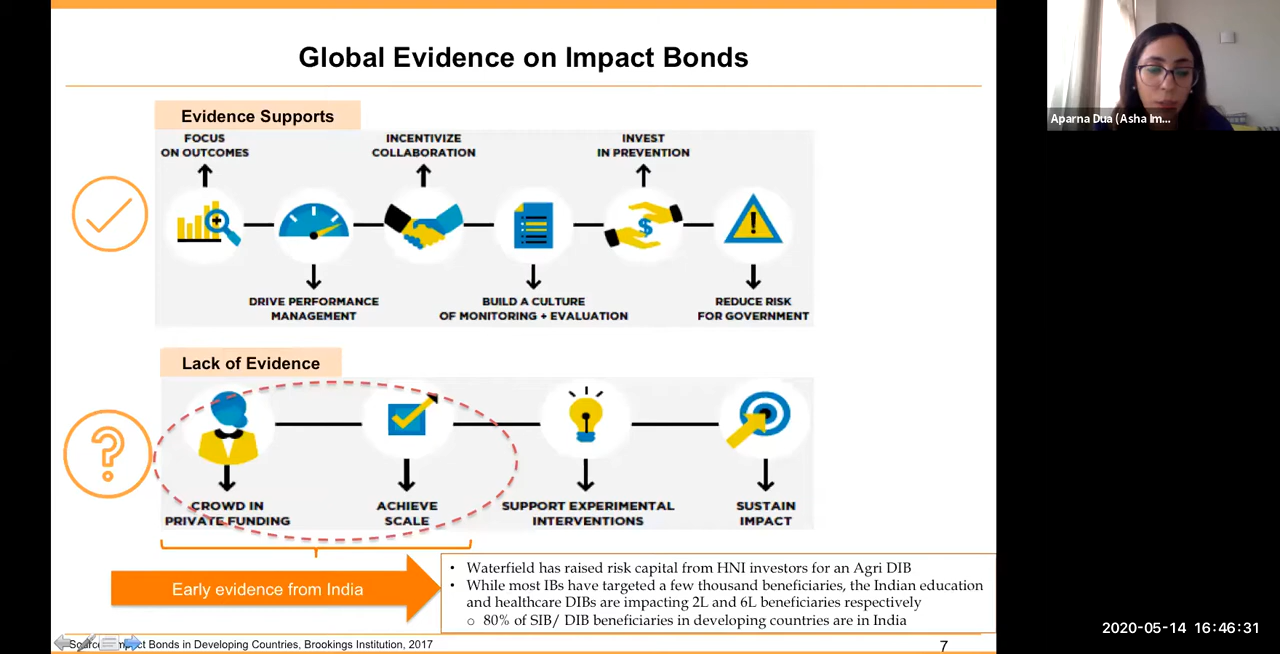 Global Evidence on Impact Bonds
Aparna Dua (Asha Im...
Evidence Supports
FOCUS
ON OUTCOMES
INCENTIVIZE
COLLABORATION
INVEST
IN PREVENTION
DRIVE PERFORMANCE
MANAGEMENT
BUILD A CULTURE
OF MONITORING + EVALUATION
REDUCE RISK
FOR GOVERNMENT
Lack of Evidence
CROWD IN
PRIVATE FUNDING
ACHIEVE
SCALE
SUPPORT EXPERIMENTAL
INTERVENTIONS
SUSTAIN
IMPACT
Early evidence from India
• Waterfield has raised risk capital from HNI investors for an Agri DIB
• While most IBs have targeted a few thousand beneficiaries, the Indian education
and healthcare DIBs are impacting 2L and 6L beneficiaries respectively
o 80% of SIB/ DIB beneficiaries in developing countries are in India
Bonds in Developing Countries, Brookings Institution, 2017
7
2020-05-14 16:46:31